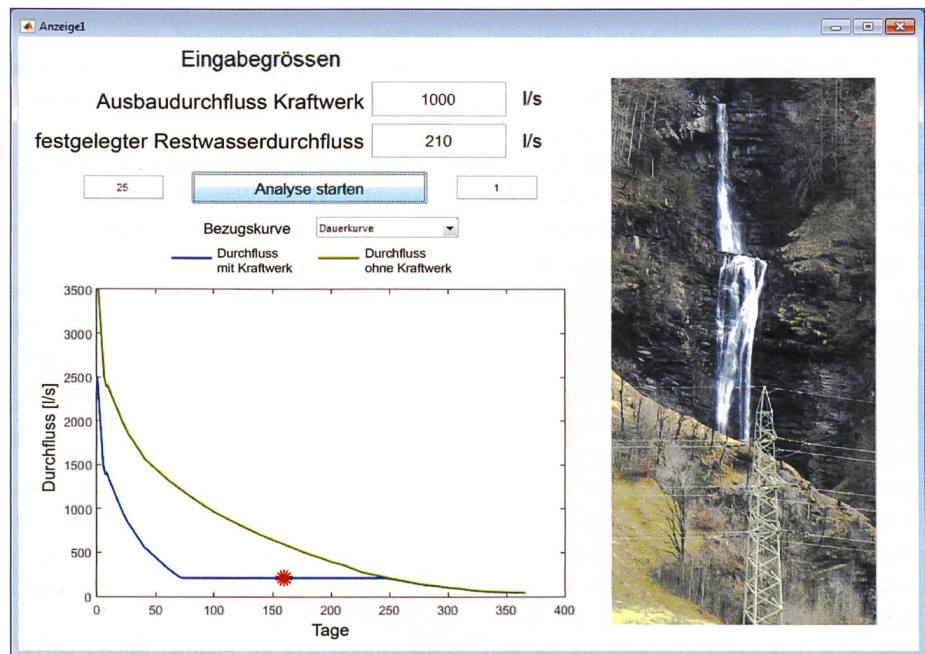 Anzeige1
Eingabegrössen
Ausbaudurchfluss Kraftwerk 1000 l/s
festgelegter Restwasserdurchfluss 210 l/s
25 Analyse starten 1
Bezugskurve Dauerkurve
Durchfluss mit Kraftwerk
Durchfluss ohne Kraftwerk
3500
3000
2500
2000
1500
1000
500
0
Durchfluss [l/s]
0 50 100 150 200 250 300 350 400
Tage